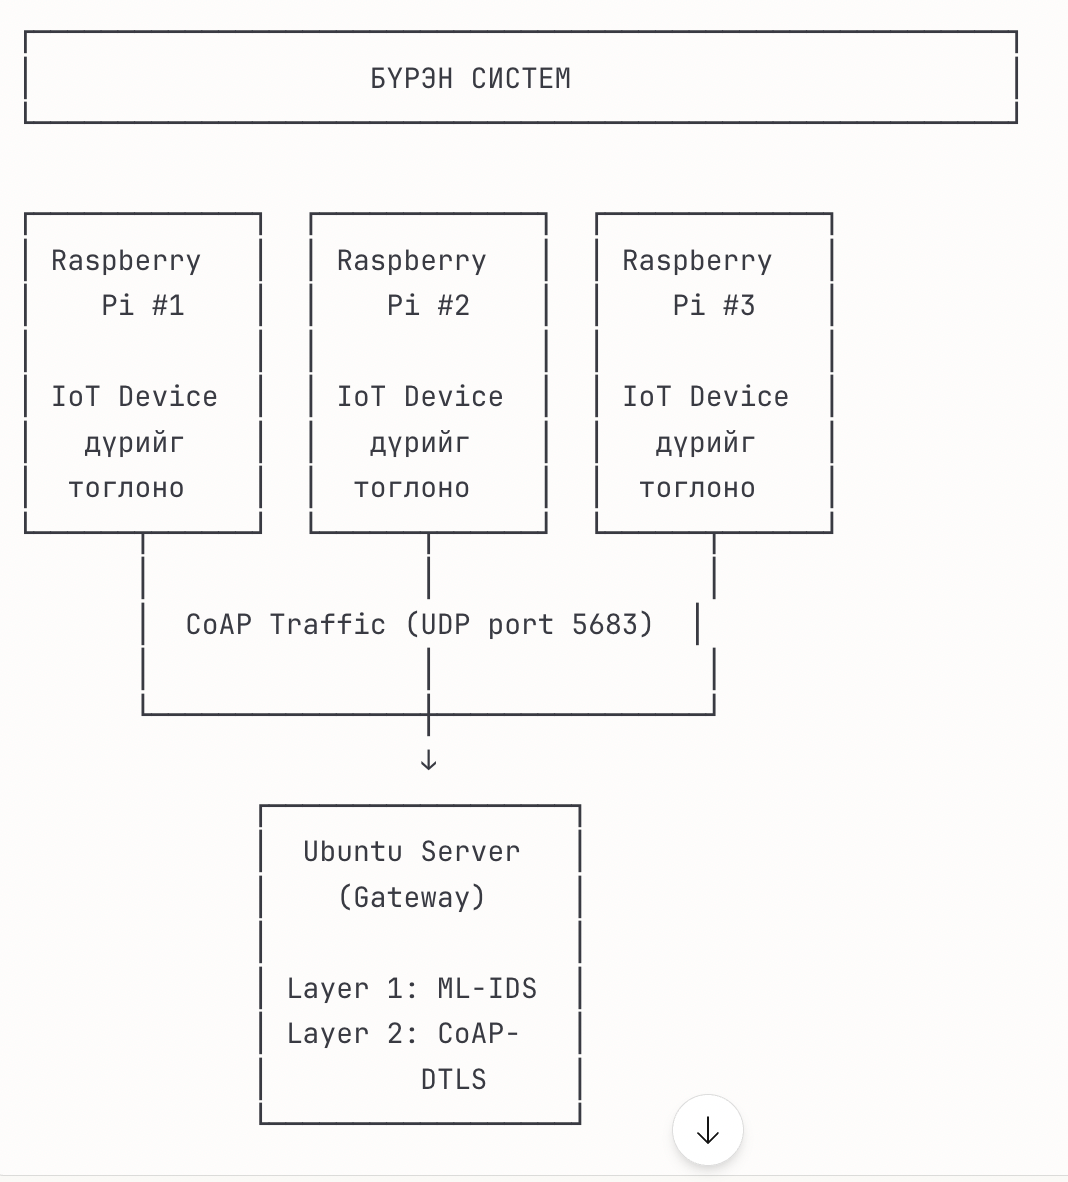 БҮРЭН СИСТЕМ
Raspberry
Pi #1
IoT Device
дүрийг
тоглоно
Raspberry
Pi #2
IoT Device
дүрийг
тоглоно
Raspberry
Pi #3
IoT Device
дүрийг
тоглоно
CoAP Traffic (UDP port 5683)
Ubuntu Server
(Gateway)
Layer 1: ML-IDS
Layer 2: CoAP-
DTLS